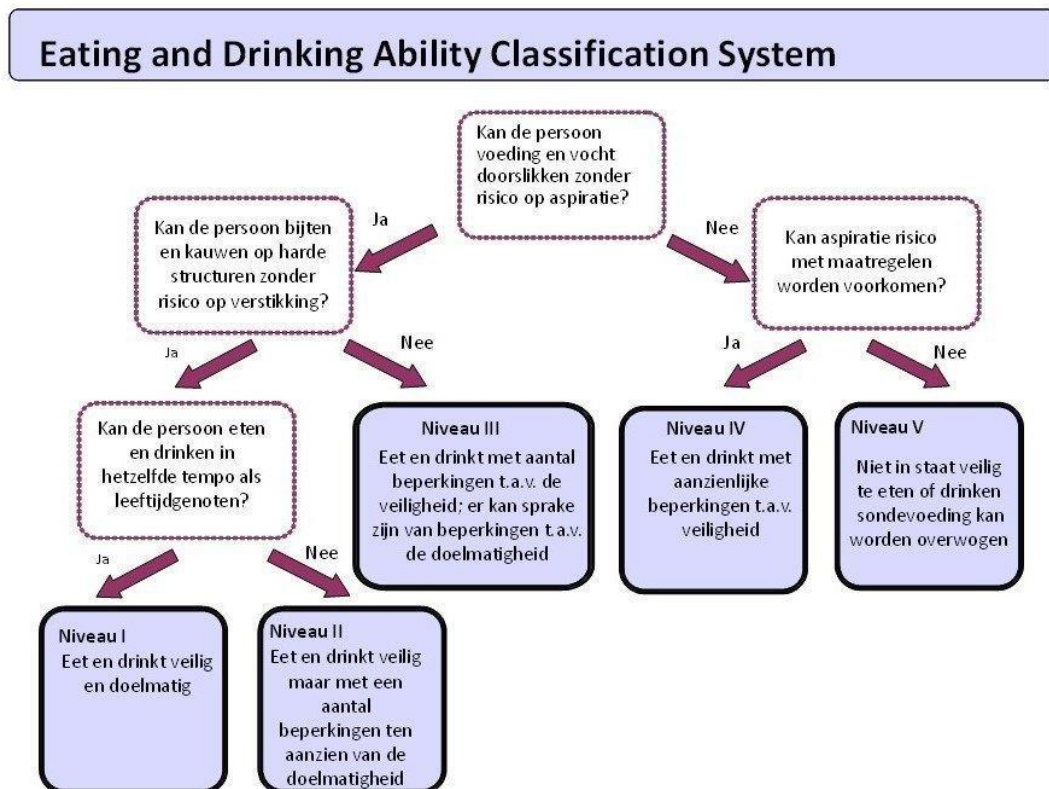 Eating and Drinking Ability Classification System
Kan de persoon
voeding en vocht
doorslikken zonder
risico op aspiratie?
Ja
Nee
Kan de persoon bijten
en kauwen op harde
structuren zonder
risico op verstikking?
Kan aspiratie risico
met maatregelen
worden voorkomen?
Ja
Nee
Ja
Nee
Kan de persoon eten
en drinken in
hetzelfde tempo als
leeftijdgenoten?
Niveau III
Eet en drinkt met aantal
beperkingen t.a.v. de
veiligheid; er kan sprake
zijn van beperkingen t.a.v.
de doelmatigheid
Niveau IV
Eet en drinkt met
aanzienlijke
beperkingen t.a.v.
veiligheid
Niveau V
Niet in staat veilig
te eten of drinken
sondevoeding kan
worden overwogen
Ja
Nee
Niveau I
Eet en drinkt veilig
en doelmatig
Niveau II
Eet en drinkt veilig
maar met een
aantal
beperkingen ten
aanzien van de
doelmatigheid